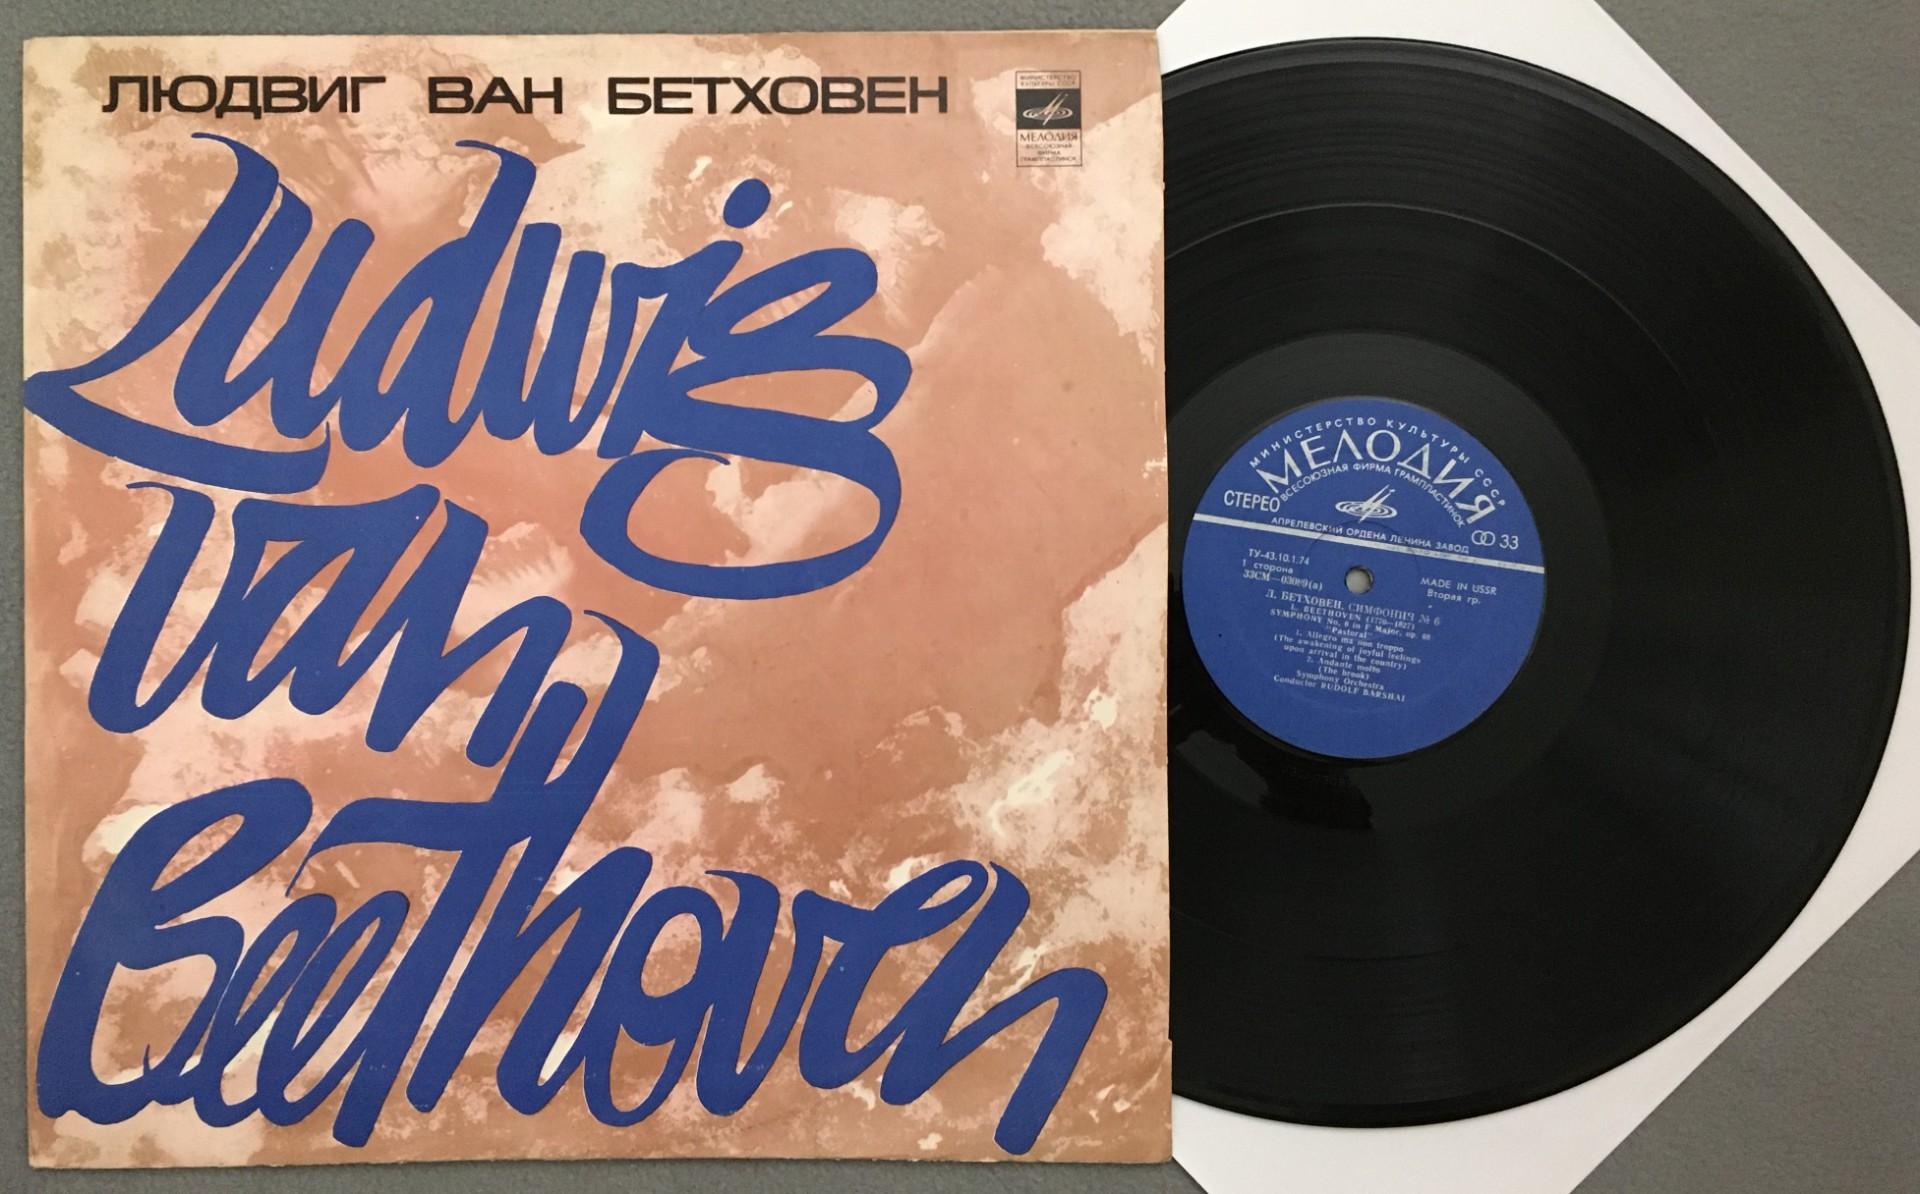 ЛЮДВИГ ВАН БЕТХОВЕН
МИНИСТЕРСТВО
КУЛЬТУРЫ СССР
МЕЛОДИЯ
ВСЕСОЮЗНАЯ
ФИРМА
ГРАМПЛАСТИНОК
Ludwig
van
Beethoven
МИНИСТЕРСТВО КУЛЬТУРЫ СССР
МЕЛОДИЯ
ВСЕСОЮЗНАЯ ФИРМА ГРАМПЛАСТИНОК
СТЕРЕО
33
АПРЕЛЕВСКИЙ ОРДЕНА ЛЕНИНА ЗАВОД
ТУ-43.10.1.74
1 сторона
MADE IN USSR
Вторая гр.
Л. БЕТХОВЕН, СИМФОНИЯ № 6
L. BEETHOVEN (1770—1827)
SYMPHONY No. 6 in F Major, op. 68
"Pastoral"
1. Allegro ma non troppo
(The awakening of joyful feelings
upon arrival in the country)
2. Andante molto
(The brook)
Symphony Orchestra
Conductor RUDOLF BARSHAI